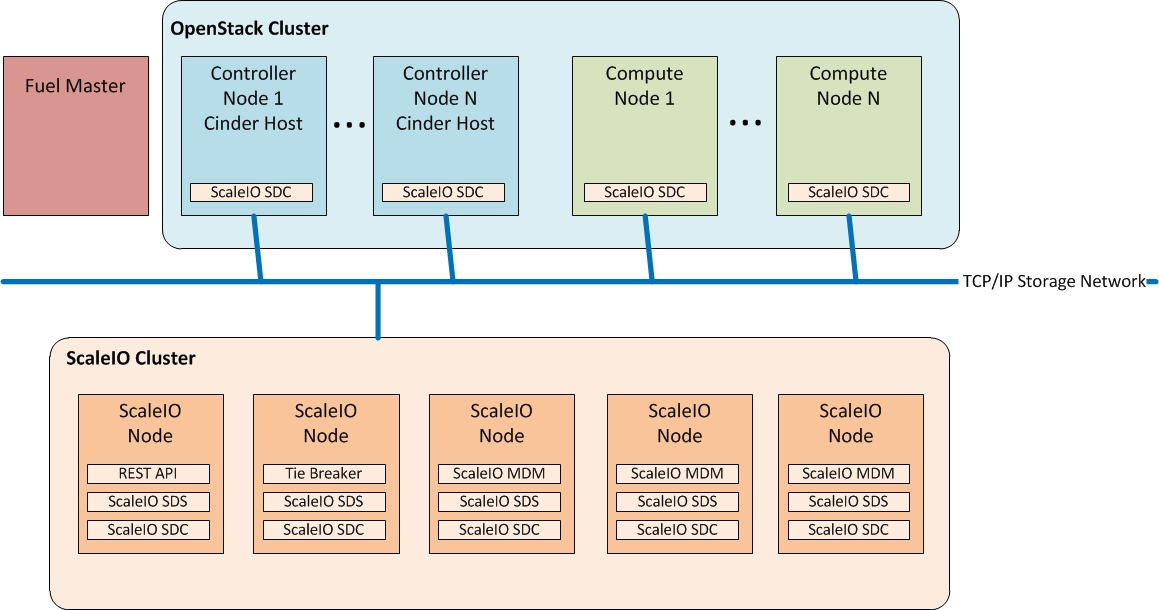 OpenStack Cluster
Fuel Master
Controller
Node 1
Cinder Host
ScaleIO SDC
...
Controller
Node N
Cinder Host
ScaleIO SDC
Compute
Node 1
ScaleIO SDC
...
Compute
Node N
ScaleIO SDC
TCP/IP Storage Network
ScaleIO Cluster
ScaleIO
Node
REST API
ScaleIO SDS
ScaleIO SDC
ScaleIO
Node
Tie Breaker
ScaleIO SDS
ScaleIO SDC
ScaleIO
Node
ScaleIO MDM
ScaleIO SDS
ScaleIO SDC
ScaleIO
Node
ScaleIO MDM
ScaleIO SDS
ScaleIO SDC
ScaleIO
Node
ScaleIO MDM
ScaleIO SDS
ScaleIO SDC